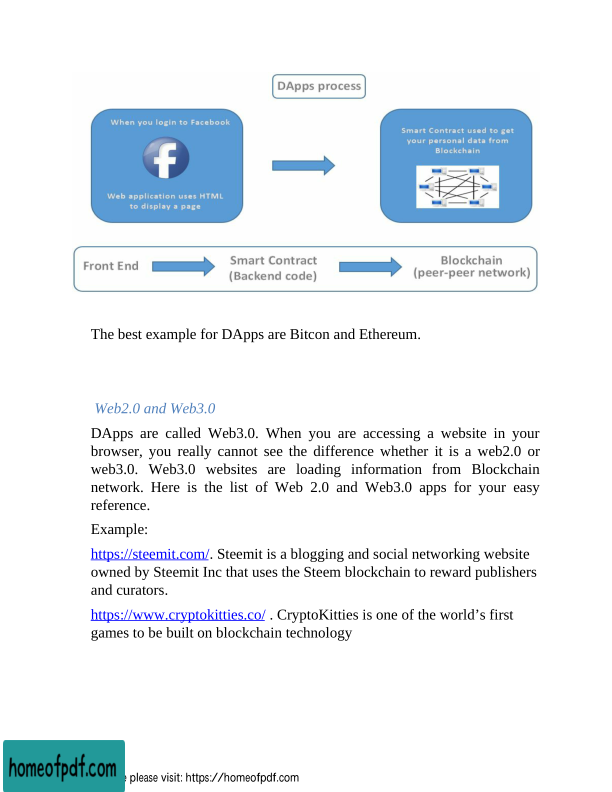 DApps process
When you login to Facebook
f
Web application uses HTML
to display a page
Smart Contract used to get
your personal data from
Blockchain
Front End
Smart Contract
(Backend code)
Blockchain
(peer-peer network)
The best example for DApps are Bitcon and Ethereum.
Web2.0 and Web3.0
DApps are called Web3.0. When you are accessing a website in your
browser, you really cannot see the difference whether it is a web2.0 or
web3.0. Web3.0 websites are loading information from Blockchain
network. Here is the list of Web 2.0 and Web3.0 apps for your easy
reference.
Example:
https://steemit.com/. Steemit is a blogging and social networking website
owned by Steemit Inc that uses the Steem blockchain to reward publishers
and curators.
https://www.cryptokitties.co/ . CryptoKitties is one of the world’s first
games to be built on blockchain technology
homeofpdf.com
please visit: https://homeofpdf.com